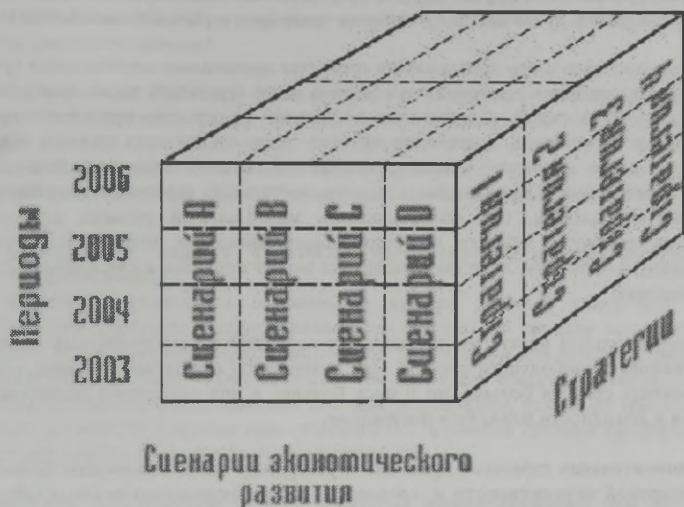 Периоды
2006
2005
2004
2003
Сценарий A
Сценарий B
Сценарий C
Сценарий D
Стратегия 1
Стратегия 2
Стратегия 3
Стратегия 4
Стратегии
Сценарии экономического
развития